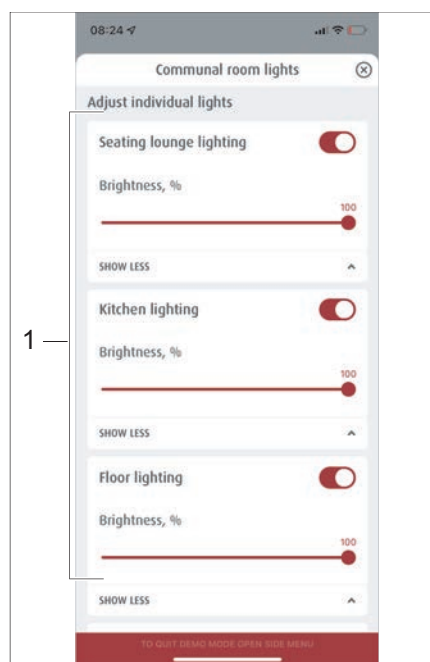 08:24
Communal room lights
Adjust individual lights
Seating lounge lighting
Brightness, %
100
SHOW LESS
1
Kitchen lighting
Brightness, %
100
SHOW LESS
Floor lighting
Brightness, %
100
SHOW LESS
TO QUIT DEMO MODE OPEN SIDE MENU